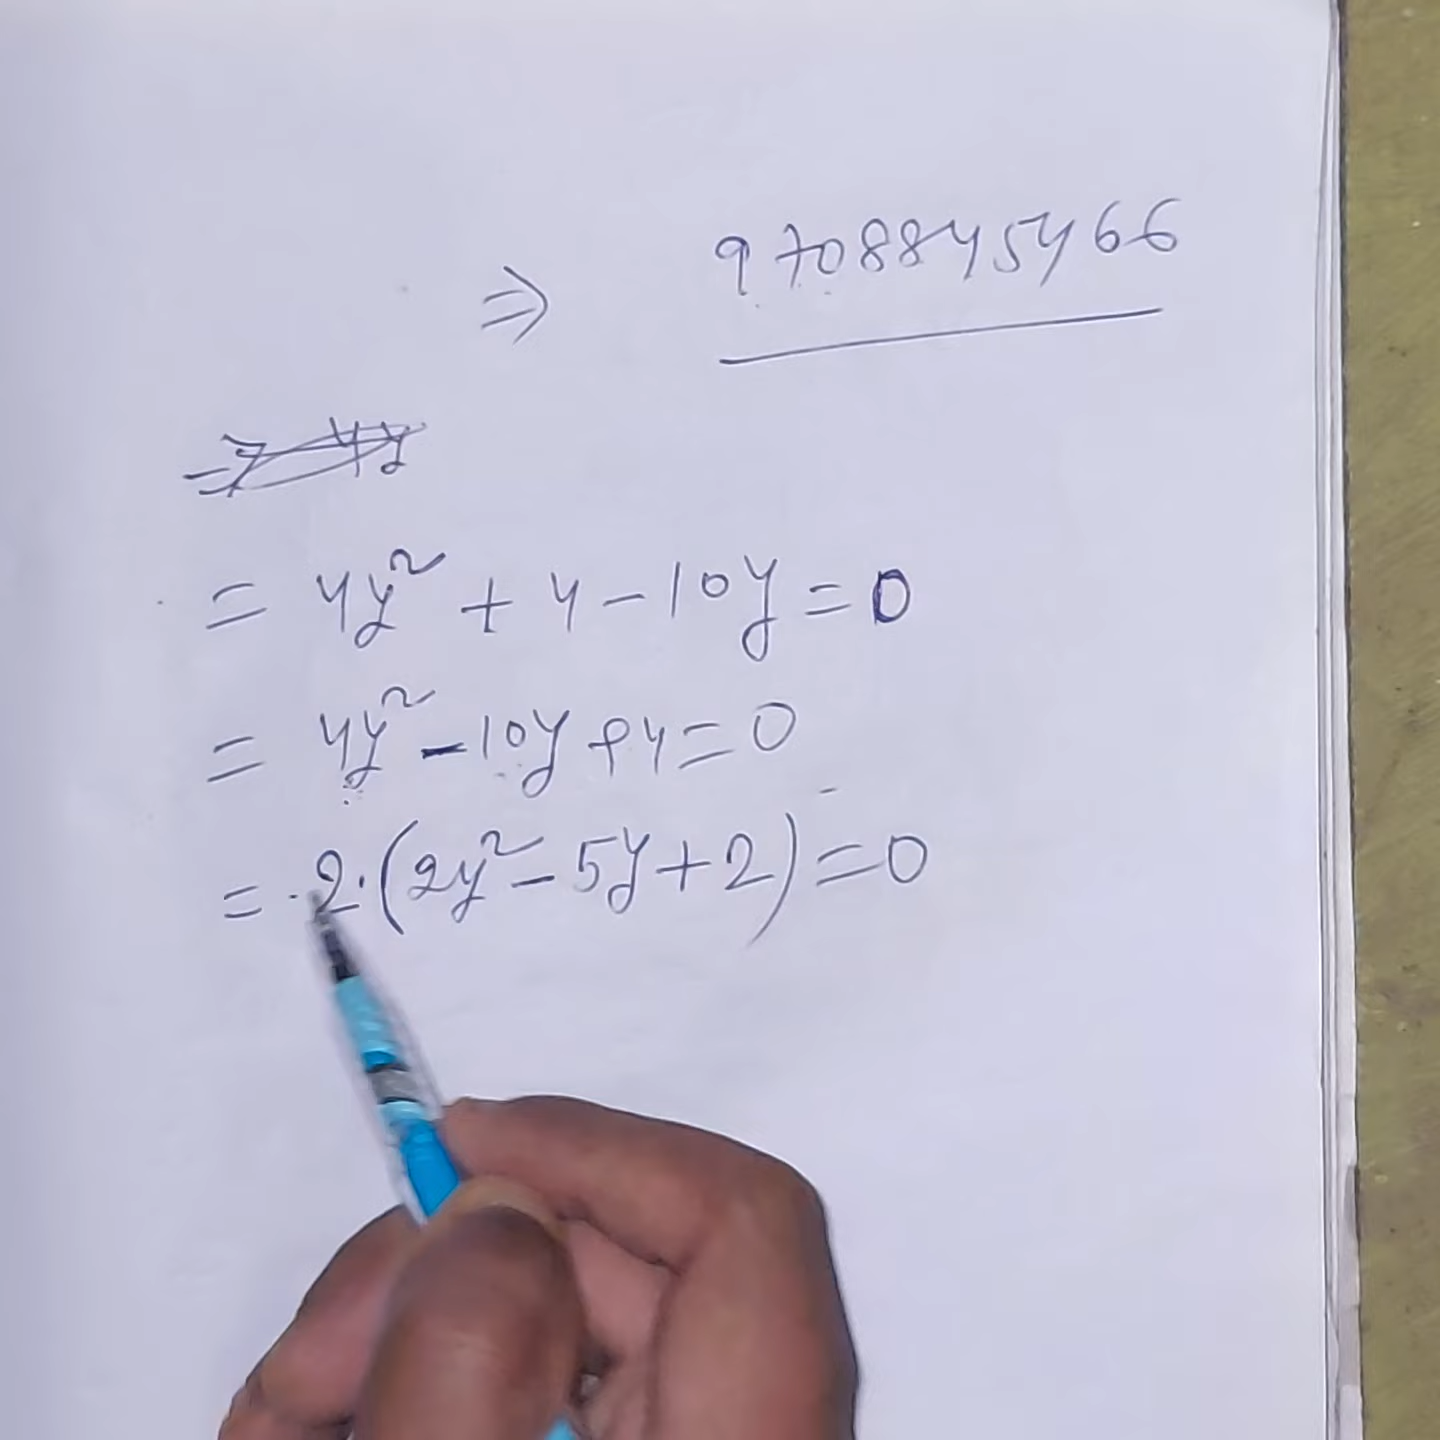 ⇒ 9708845466
= 4y² + 4 - 10y = 0
= 4y² - 10y + 4 = 0
= 2·(2y² - 5y + 2) = 0